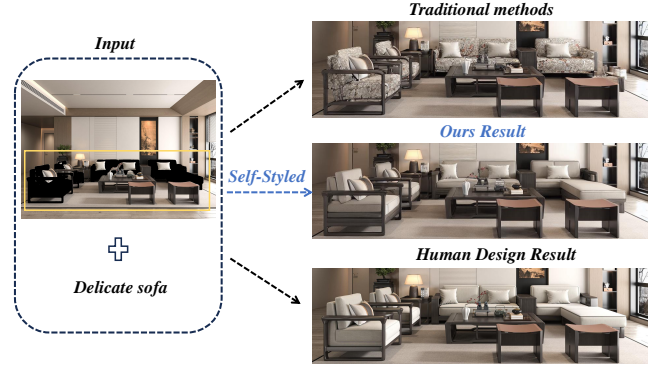 Input
Delicate sofa
Self-Styled
Traditional methods
Ours Result
Human Design Result